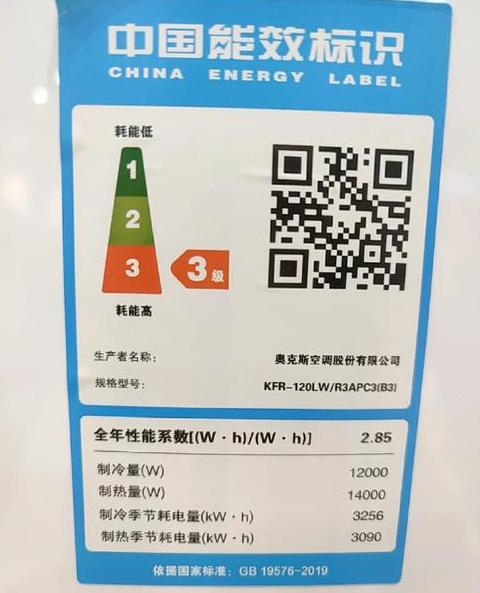 中国能效标识
CHINA ENERGY LABEL
耗能低
1
2
3
3级
耗能高
生产者名称： 奥克斯空调股份有限公司
规格型号： KFR-120LW/R3APC3(B3)
全年性能系数[(W·h)/(W·h)] 2.85
制冷量(W) 12000
制热量(W) 14000
制冷季节耗电量(kW·h) 3256
制热季节耗电量(kW·h) 3090
依据国家标准：GB 19576-2019